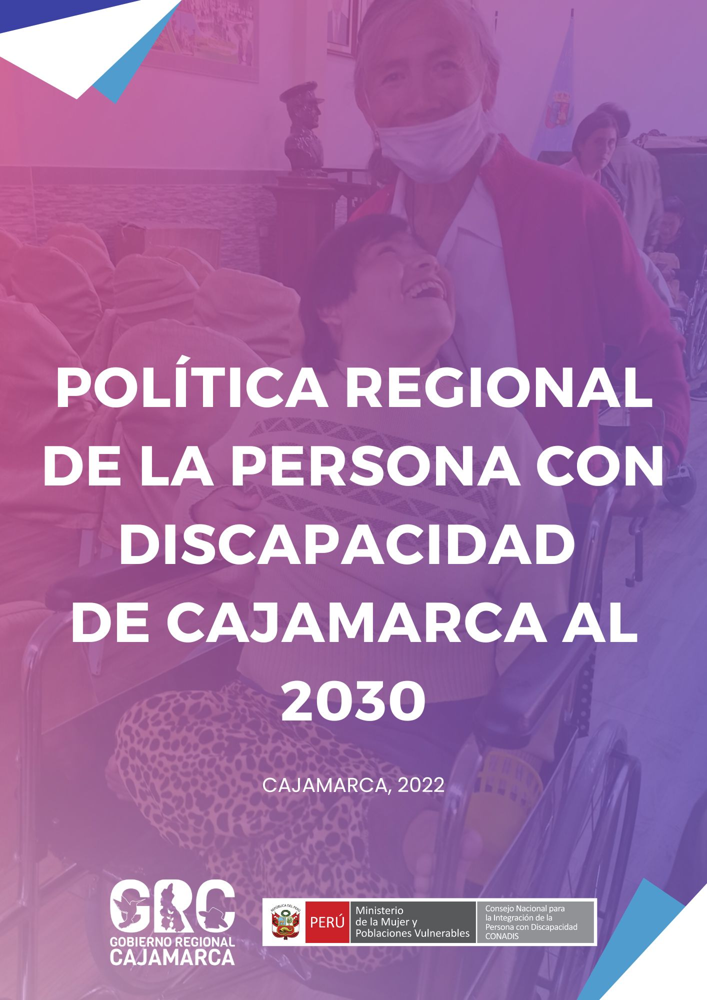 POLÍTICA REGIONAL
DE LA PERSONA CON
DISCAPACIDAD
DE CAJAMARCA AL
2030
CAJAMARCA, 2022
GRC
GOBIERNO REGIONAL
CAJAMARCA
REPÚBLICA DEL PERÚ
PERÚ
Ministerio
de la Mujer y
Poblaciones Vulnerables
Consejo Nacional para
la Integración de la
Persona con Discapacidad
CONADIS